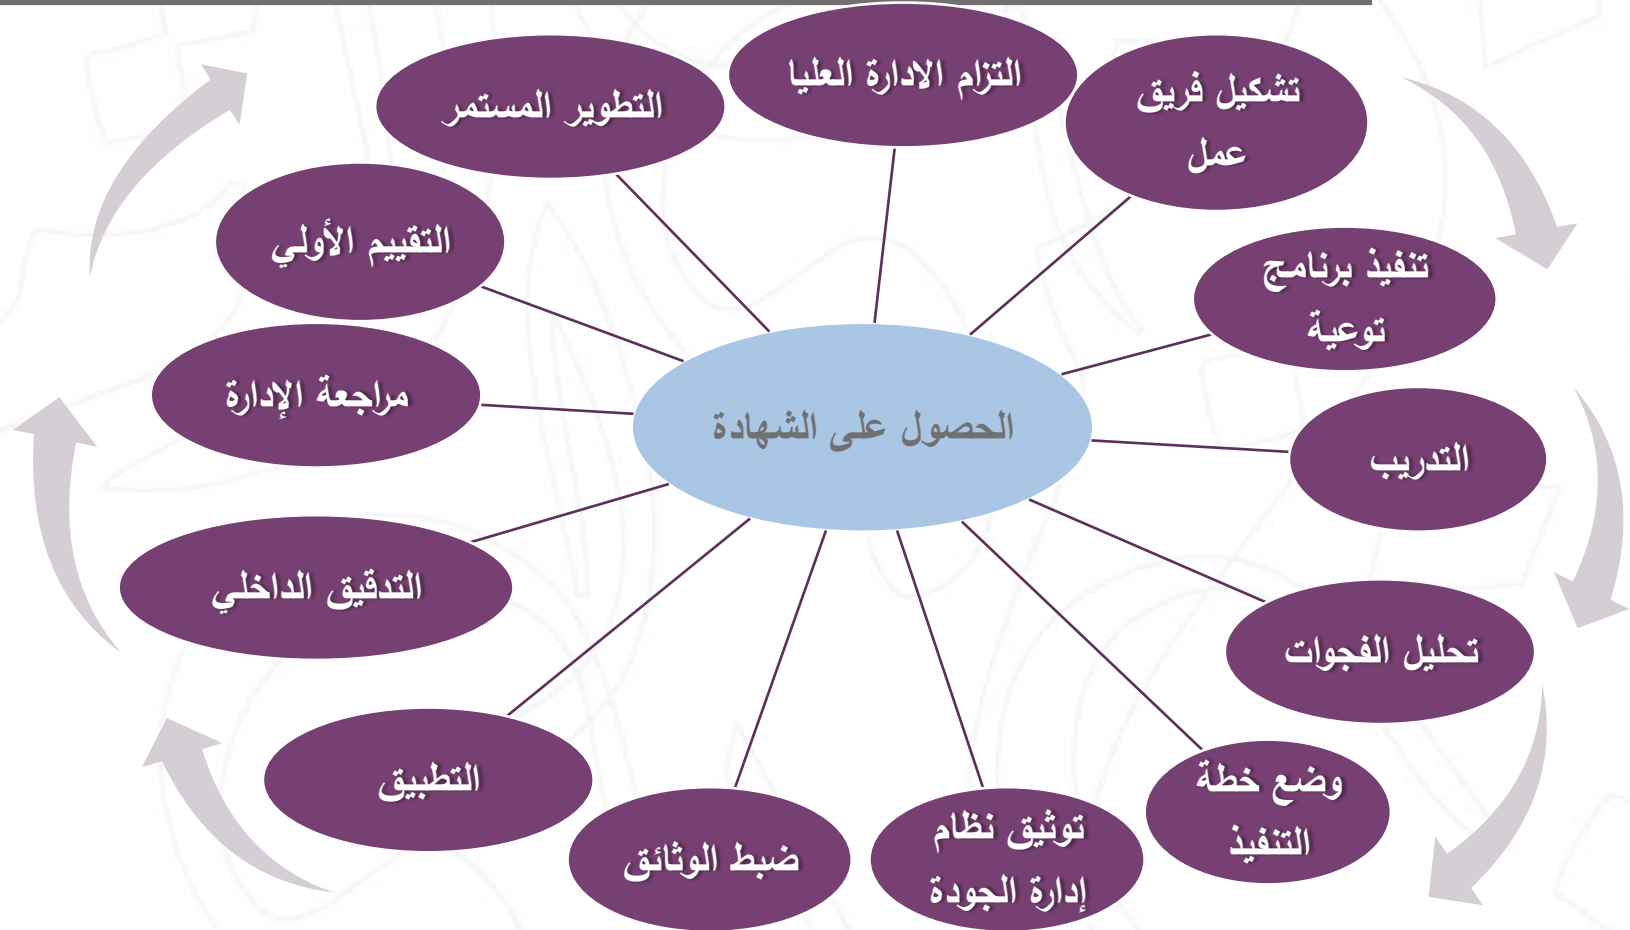 التزام الادارة العليا
تشكيل فريق
عمل
تنفيذ برنامج
توعية
التدريب
تحليل الفجوات
وضع خطة
التنفيذ
توثيق نظام
إدارة الجودة
ضبط الوثائق
التطبيق
التدقيق الداخلي
مراجعة الإدارة
التقييم الأولي
التطوير المستمر
الحصول على الشهادة